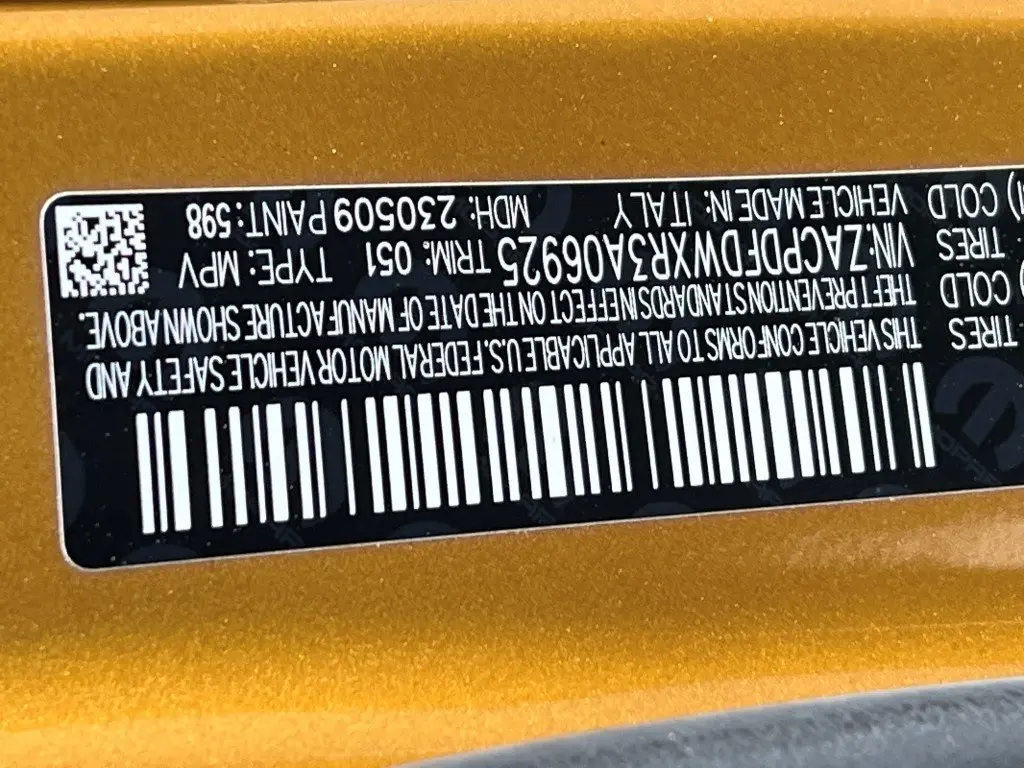 TIRES THIS VEHICLE CONFORMS TO ALL APPLICABLE U.S. FEDERAL MOTOR VEHICLE SAFETY AND
COLD THEFT PREVENTION STANDARDS IN EFFECT ON THE DATE OF MANUFACTURE SHOWN ABOVE.
TIRES VIN: ZACPDFDWXR3A06925 TRIM: 051 TYPE: MPV
COLD VEHICLE MADE IN: ITALY MDH: 230509 PAINT: 598